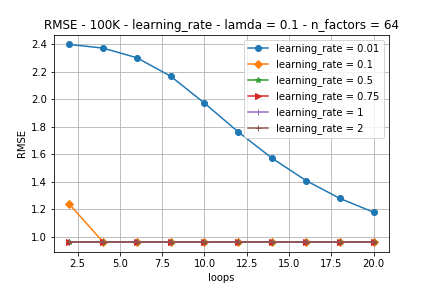 RMSE - 100K - learning_rate - lamda = 0.1 - n_factors = 64
learning_rate = 0.01
learning_rate = 0.1
learning_rate = 0.5
learning_rate = 0.75
learning_rate = 1
learning_rate = 2
RMSE
2.4
2.2
2.0
1.8
1.6
1.4
1.2
1.0
2.5 5.0 7.5 10.0 12.5 15.0 17.5 20.0
loops